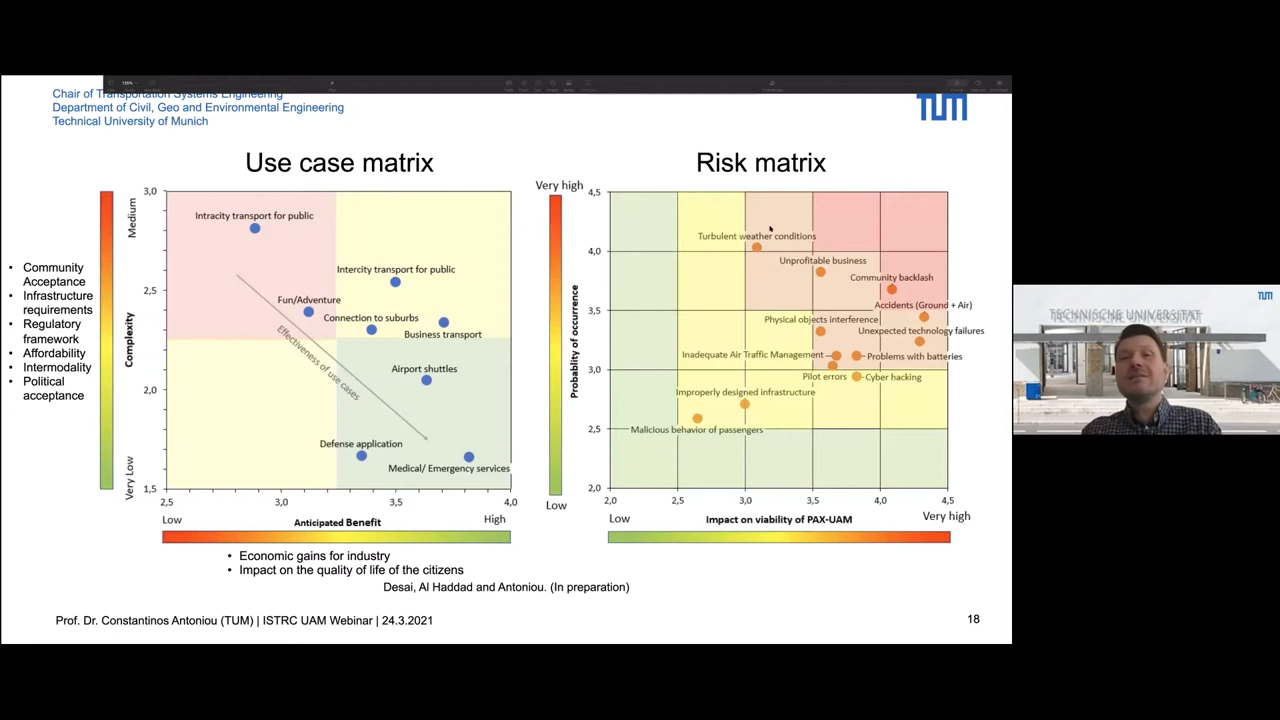 Chair of Transportation Systems Engineering
Department of Civil, Geo and Environmental Engineering
Technical University of Munich
TUM
Use case matrix
Risk matrix
Medium
Complexity
Very Low
• Community Acceptance
• Infrastructure requirements
• Regulatory framework
• Affordability
• Intermodality
• Political acceptance
3,0
2,5
2,0
1,5
Intracity transport for public
Intercity transport for public
Fun/Adventure
Connection to suburbs
Business transport
Effectiveness of use cases
Airport shuttles
Defense application
Medical/ Emergency services
2,5
3,0
3,5
4,0
Low
Anticipated Benefit
High
• Economic gains for industry
• Impact on the quality of life of the citizens
Very high
Probablity of occurrence
Low
4,5
4,0
3,5
3,0
2,5
2,0
Turbulent weather conditions
Unprofitable business
Community backlash
Accidents (Ground + Air)
Physical objects interference
Unexpected technology failures
Inadequate Air Traffic Management
Problems with batteries
Pilot errors
Cyber hacking
Improperly designed infrastructure
Malicious behavior of passengers
2,0
2,5
3,0
3,5
4,0
4,5
Low
Impact on viability of PAX-UAM
Very high
Desai, Al Haddad and Antoniou. (In preparation)
Prof. Dr. Constantinos Antoniou (TUM) | ISTRC UAM Webinar | 24.3.2021
18
TUM
TECHNISCHE UNIVERSITAT